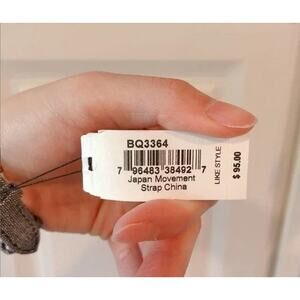 BQ3364
7 96483 38492 7
Japan Movement
Strap China
LIKE STYLE
$ 95.00